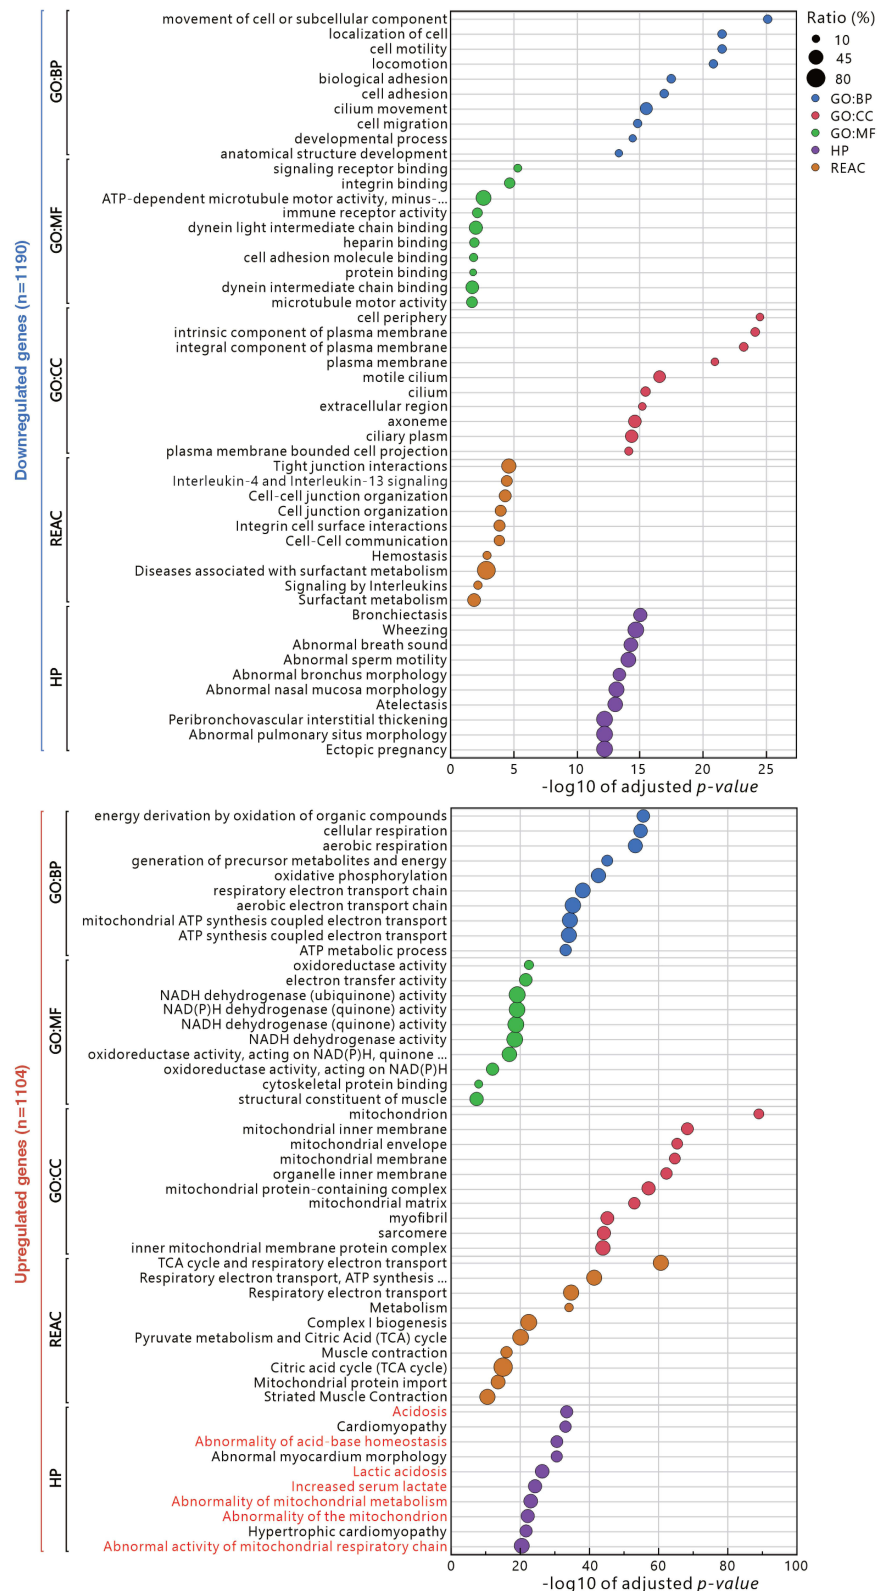 Ratio (%)
10
45
80
GO:BP
GO:CC
GO:MF
HP
REAC
Downregulated genes (n=1190)
GO:BP
movement of cell or subcellular component
localization of cell
cell motility
locomotion
biological adhesion
cell adhesion
cilium movement
cell migration
developmental process
anatomical structure development
GO:MF
signaling receptor binding
integrin binding
ATP-dependent microtubule motor activity, minus-...
immune receptor activity
dynein light intermediate chain binding
heparin binding
cell adhesion molecule binding
protein binding
dynein intermediate chain binding
microtubule motor activity
GO:CC
cell periphery
intrinsic component of plasma membrane
integral component of plasma membrane
plasma membrane
motile cilium
cilium
extracellular region
axoneme
ciliary plasm
plasma membrane bounded cell projection
REAC
Tight junction interactions
Interleukin-4 and Interleukin-13 signaling
Cell-cell junction organization
Cell junction organization
Integrin cell surface interactions
Cell-Cell communication
Hemostasis
Diseases associated with surfactant metabolism
Signaling by Interleukins
Surfactant metabolism
HP
Bronchiectasis
Wheezing
Abnormal breath sound
Abnormal sperm motility
Abnormal bronchus morphology
Abnormal nasal mucosa morphology
Atelectasis
Peribronchovascular interstitial thickening
Abnormal pulmonary situs morphology
Ectopic pregnancy
0 5 10 15 20 25
-log10 of adjusted p-value
Upregulated genes (n=1104)
GO:BP
energy derivation by oxidation of organic compounds
cellular respiration
aerobic respiration
generation of precursor metabolites and energy
oxidative phosphorylation
respiratory electron transport chain
aerobic electron transport chain
mitochondrial ATP synthesis coupled electron transport
ATP synthesis coupled electron transport
ATP metabolic process
GO:MF
oxidoreductase activity
electron transfer activity
NADH dehydrogenase (ubiquinone) activity
NAD(P)H dehydrogenase (quinone) activity
NADH dehydrogenase (quinone) activity
NADH dehydrogenase activity
oxidoreductase activity, acting on NAD(P)H, quinone ...
oxidoreductase activity, acting on NAD(P)H
cytoskeletal protein binding
structural constituent of muscle
GO:CC
mitochondrion
mitochondrial inner membrane
mitochondrial envelope
mitochondrial membrane
organelle inner membrane
mitochondrial protein-containing complex
mitochondrial matrix
myofibril
sarcomere
inner mitochondrial membrane protein complex
REAC
TCA cycle and respiratory electron transport
Respiratory electron transport, ATP synthesis ...
Respiratory electron transport
Metabolism
Complex I biogenesis
Pyruvate metabolism and Citric Acid (TCA) cycle
Muscle contraction
Citric acid cycle (TCA cycle)
Mitochondrial protein import
Striated Muscle Contraction
HP
Acidosis
Cardiomyopathy
Abnormality of acid-base homeostasis
Abnormal myocardium morphology
Lactic acidosis
Increased serum lactate
Abnormality of mitochondrial metabolism
Abnormality of the mitochondrion
Hypertrophic cardiomyopathy
Abnormal activity of mitochondrial respiratory chain
0 20 40 60 80 100
-log10 of adjusted p-value